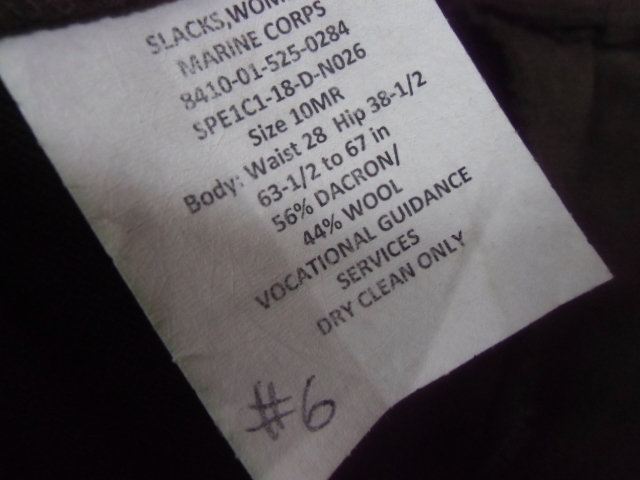 SLACKS,WOM
MARINE CORPS
8410-01-525-0284
SPE1C1-18-D-N026
Size 10MR
Body: Waist 28 Hip 38-1/2
63-1/2 to 67 in
56% DACRON/
44% WOOL
VOCATIONAL GUIDANCE
SERVICES
DRY CLEAN ONLY
#6